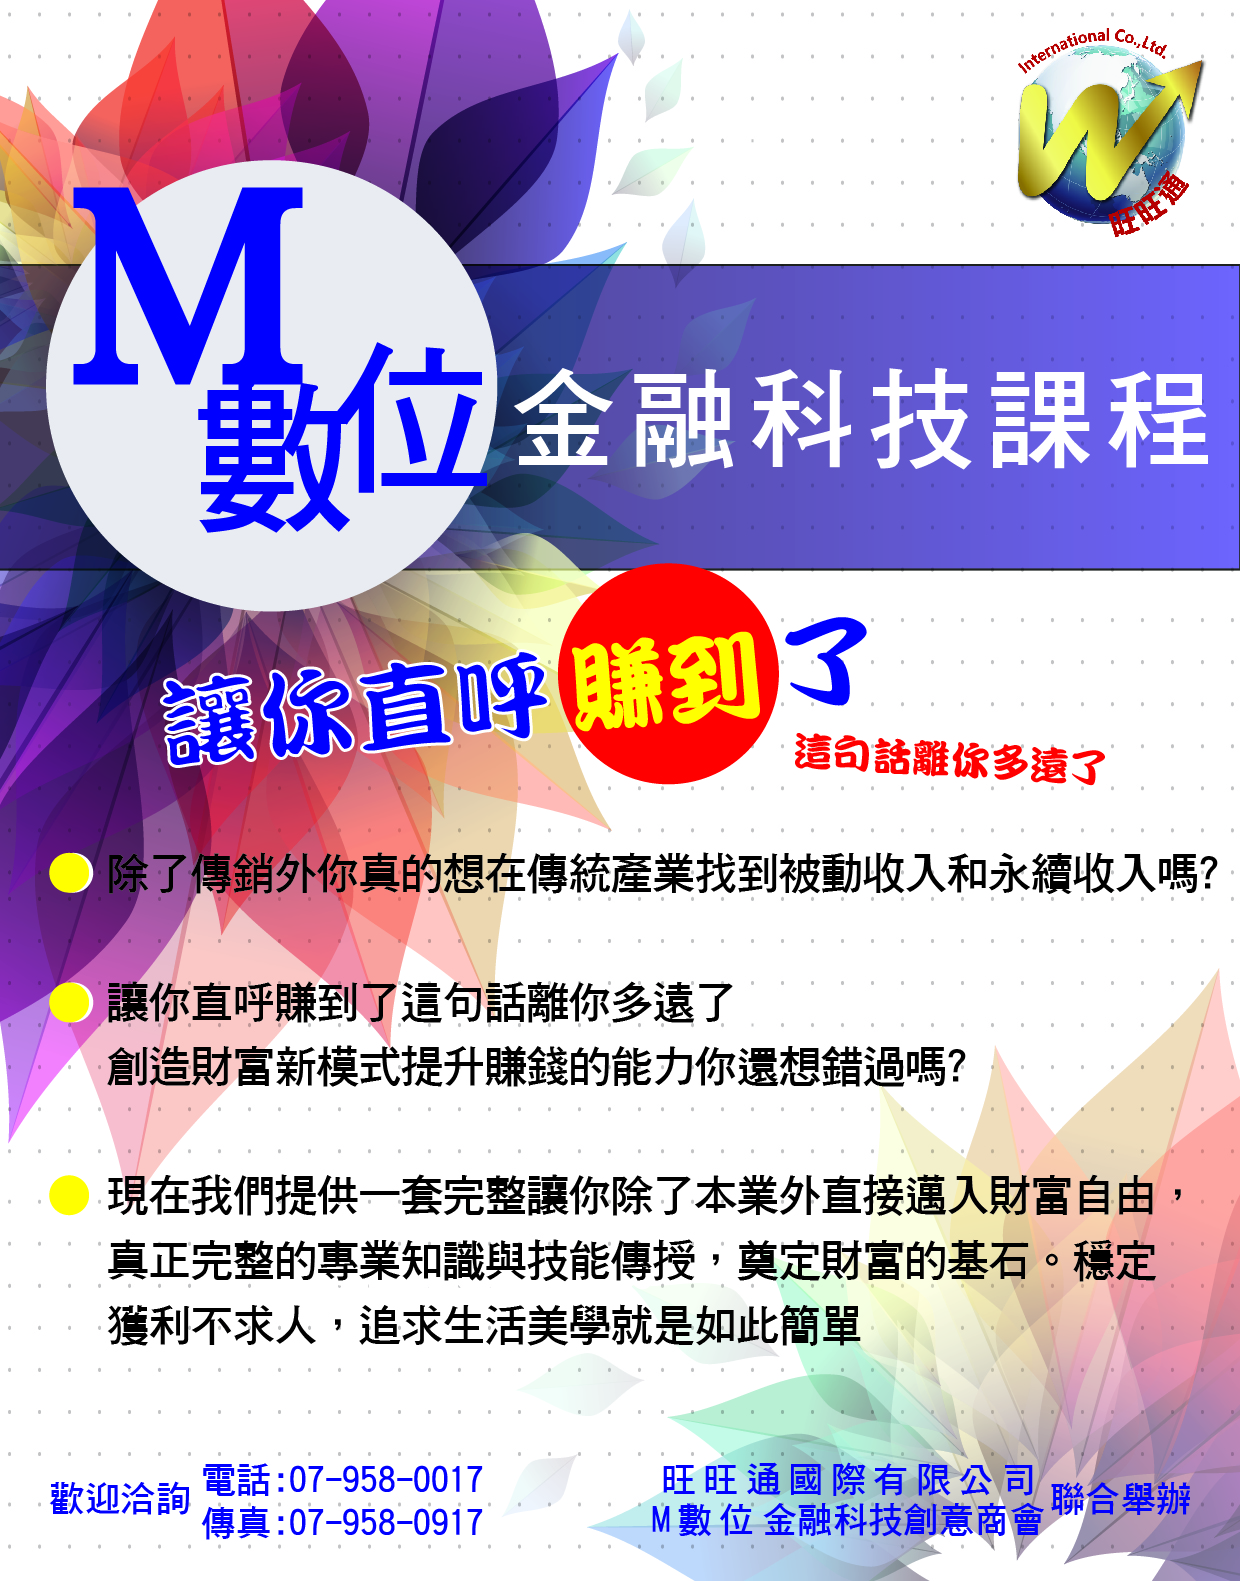 International Co.,Ltd.
W
旺旺通
M
數位
金融科技課程
讓你直呼賺到了
這句話離你多遠了
除了傳銷外你真的想在傳統產業找到被動收入和永續收入嗎?
讓你直呼賺到了這句話離你多遠了
創造財富新模式提升賺錢的能力你還想錯過嗎?
現在我們提供一套完整讓你除了本業外直接邁入財富自由，
真正完整的專業知識與技能傳授，奠定財富的基石。穩定
獲利不求人，追求生活美學就是如此簡單
歡迎洽詢
電話:07-958-0017
傳真:07-958-0917
旺旺通國際有限公司
M數位金融科技創意商會
聯合舉辦